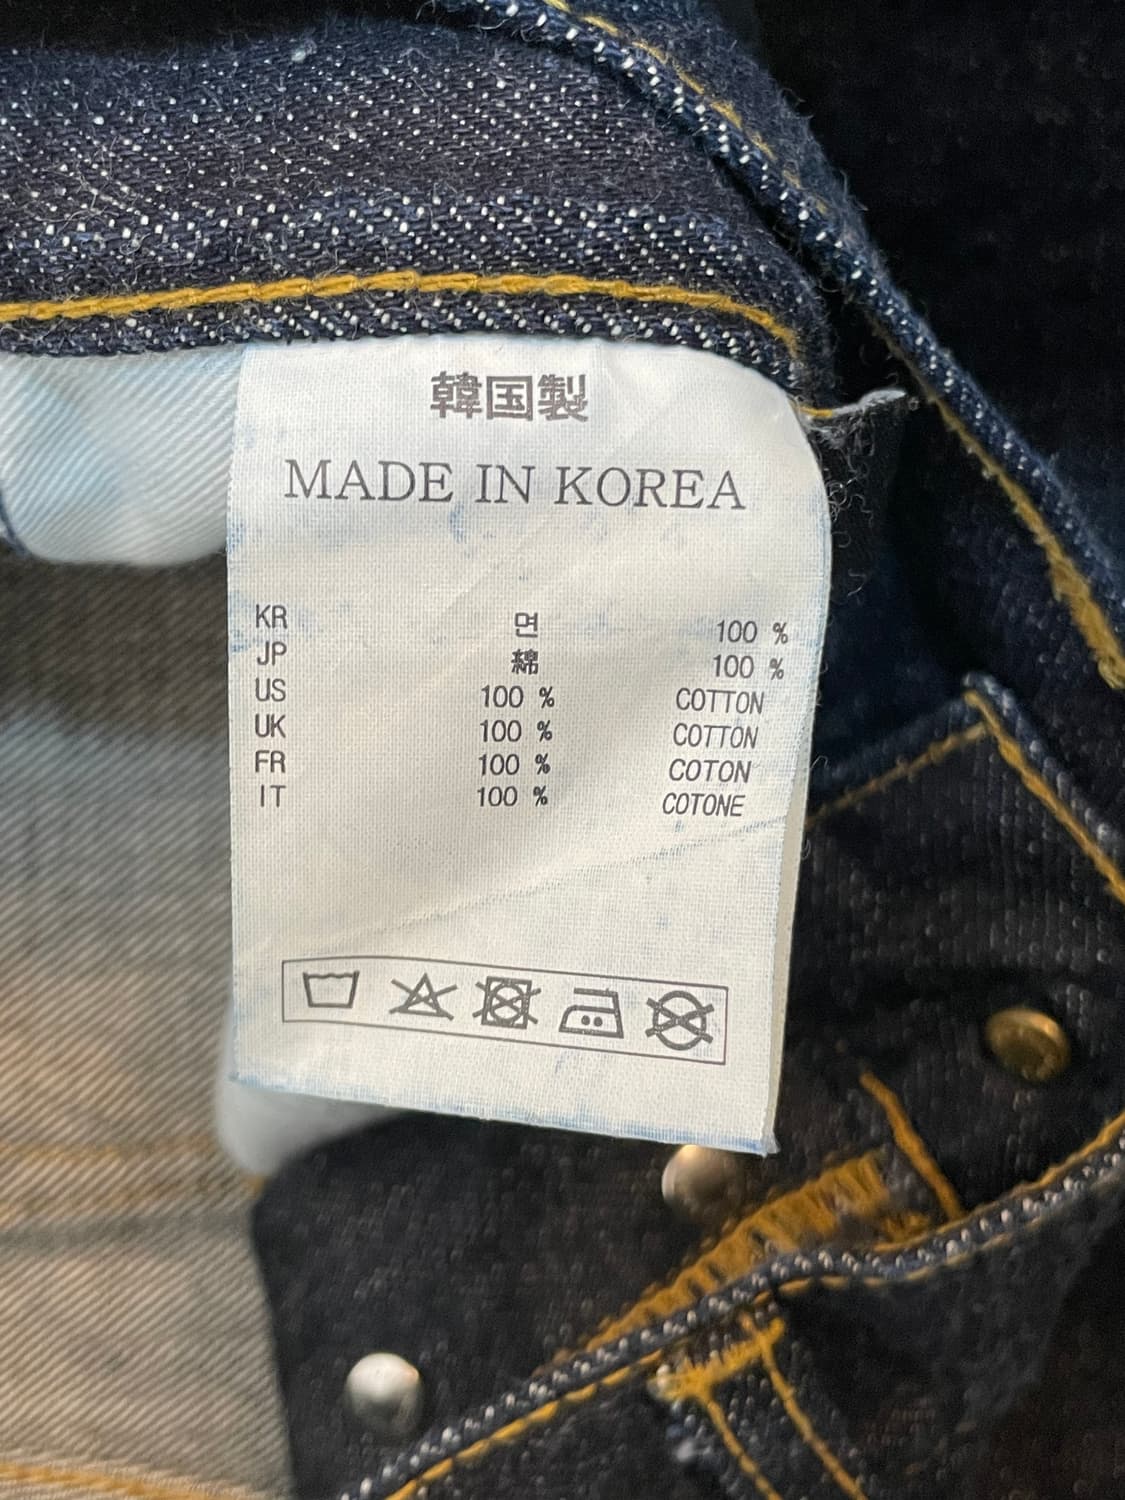 韓国製
MADE IN KOREA
KR 면 100 %
JP 綿 100 %
US 100 % COTTON
UK 100 % COTTON
FR 100 % COTON
IT 100 % COTONE